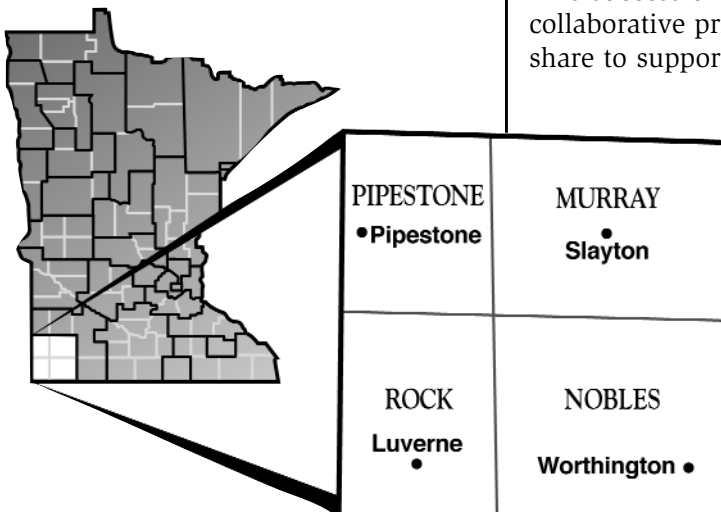 collaborative pr
share to suppor
PIPESTONE
Pipestone
MURRAY
Slayton
ROCK
Luverne
NOBLES
Worthington